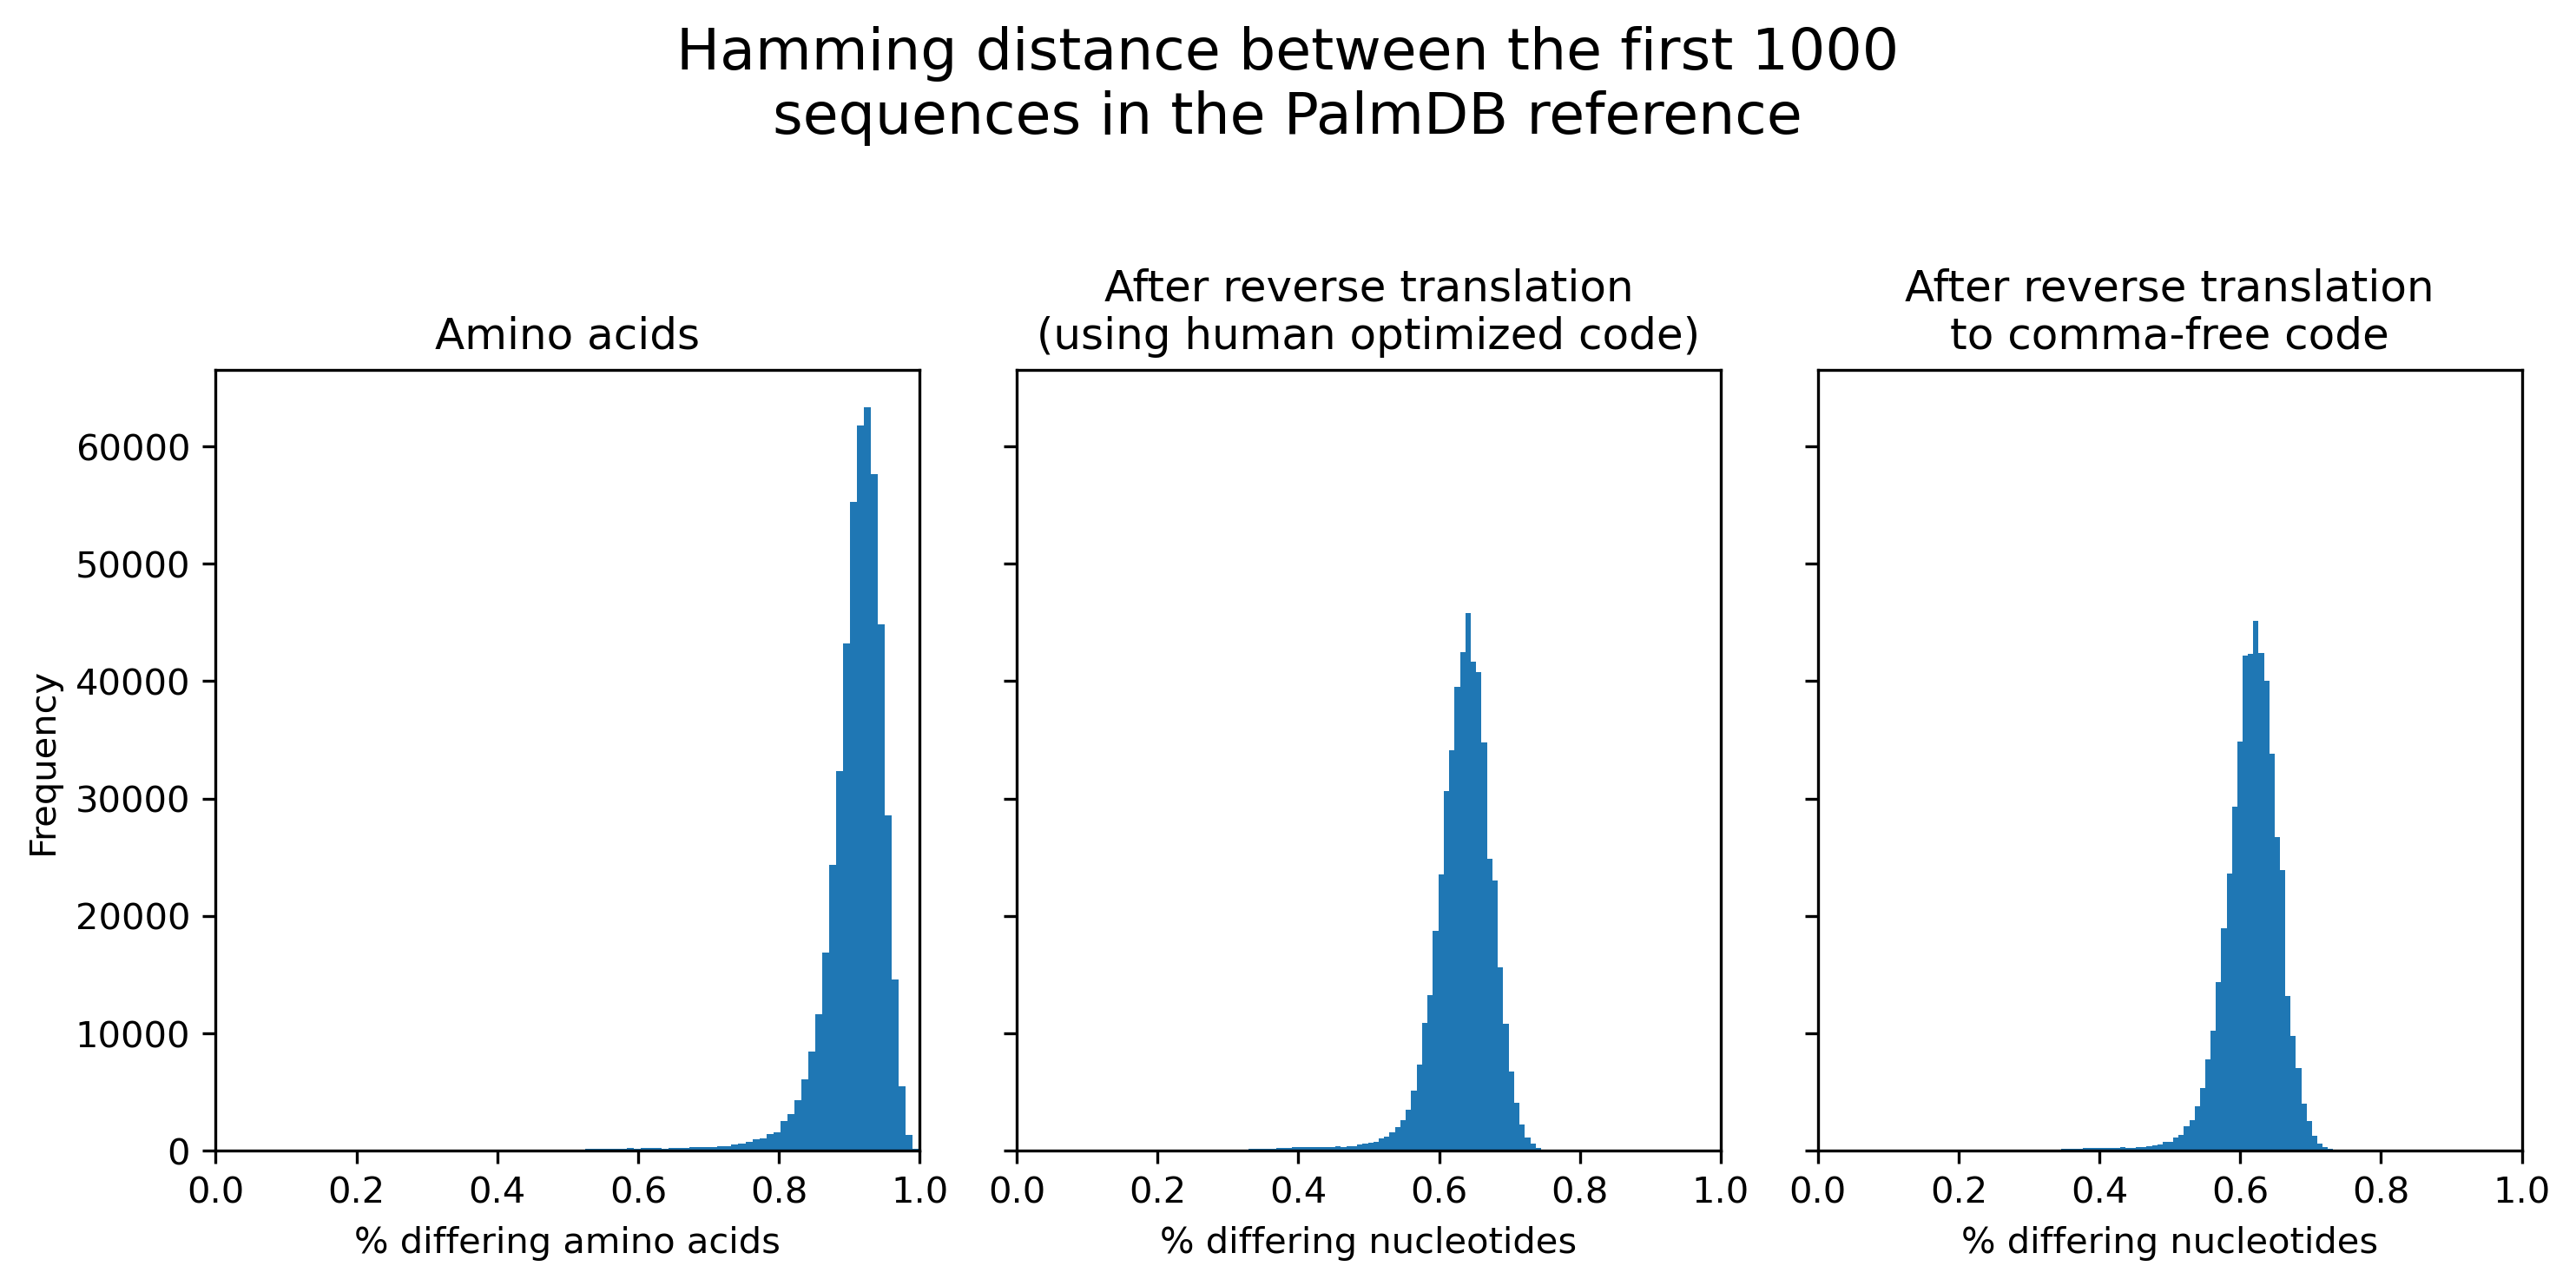 Hamming distance between the first 1000
sequences in the PalmDB reference
Amino acids
After reverse translation
(using human optimized code)
After reverse translation
to comma-free code
Frequency
60000
50000
40000
30000
20000
10000
0
0.0 0.2 0.4 0.6 0.8 1.0
0.0 0.2 0.4 0.6 0.8 1.0
0.0 0.2 0.4 0.6 0.8 1.0
% differing amino acids
% differing nucleotides
% differing nucleotides